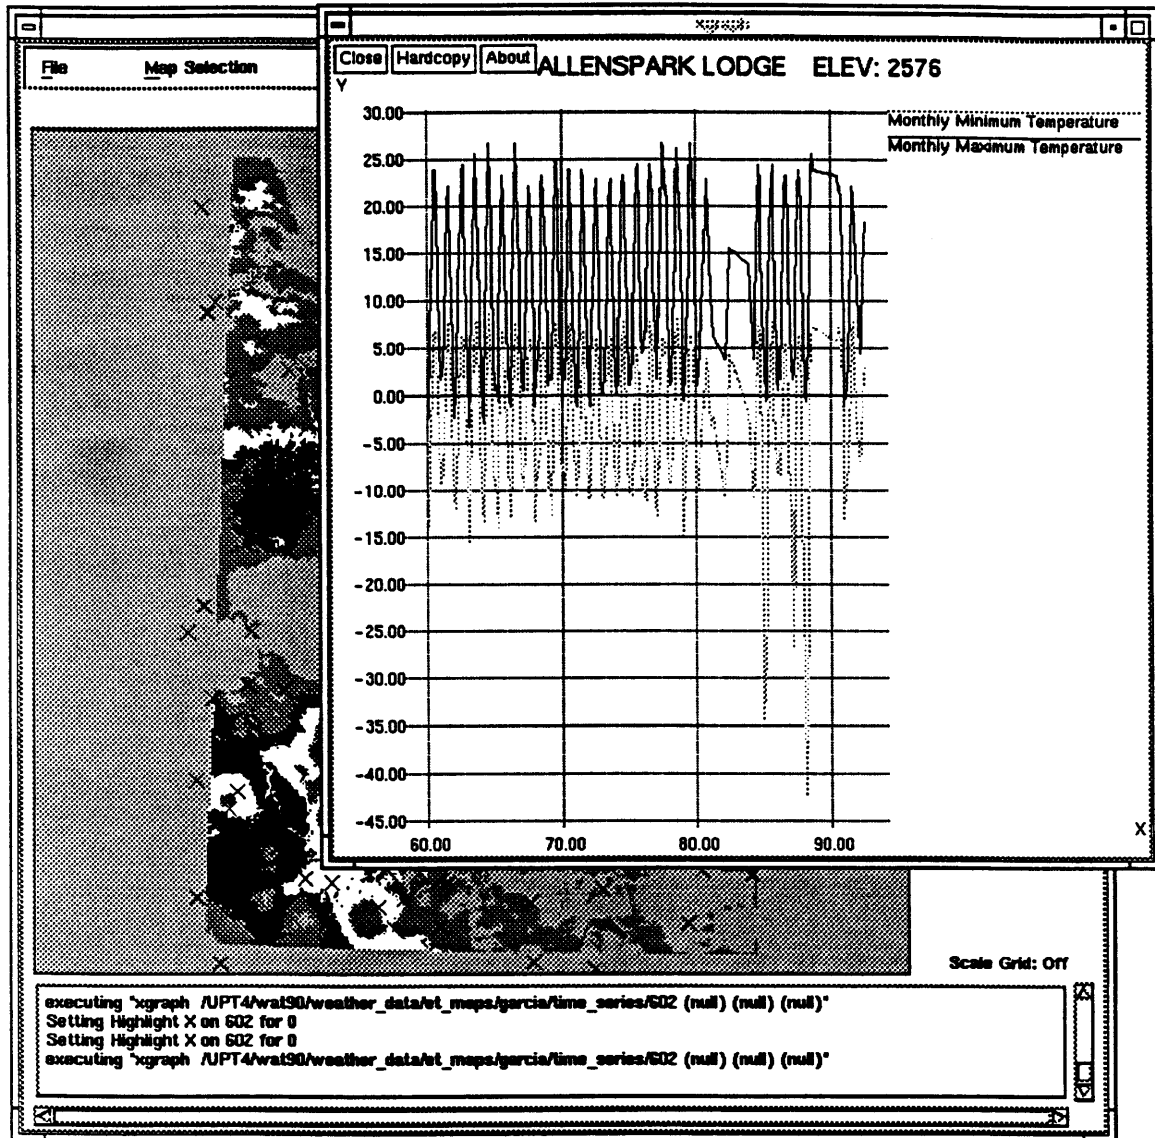 xgraph
File Map Selection
Close Hardcopy About ALLENSPARK LODGE ELEV: 2576
Y
30.00
25.00
20.00
15.00
10.00
5.00
0.00
-5.00
-10.00
-15.00
-20.00
-25.00
-30.00
-35.00
-40.00
-45.00
60.00 70.00 80.00 90.00
X
Monthly Minimum Temperature
Monthly Maximum Temperature
Scale Grid: Off
executing "xgraph /UPT4/wat90/weather_data/et_maps/garcia/time_series/602 (null) (null) (null)"
Setting Highlight X on 602 for 0
Setting Highlight X on 602 for 0
executing "xgraph /UPT4/wat90/weather_data/et_maps/garcia/time_series/602 (null) (null) (null)"